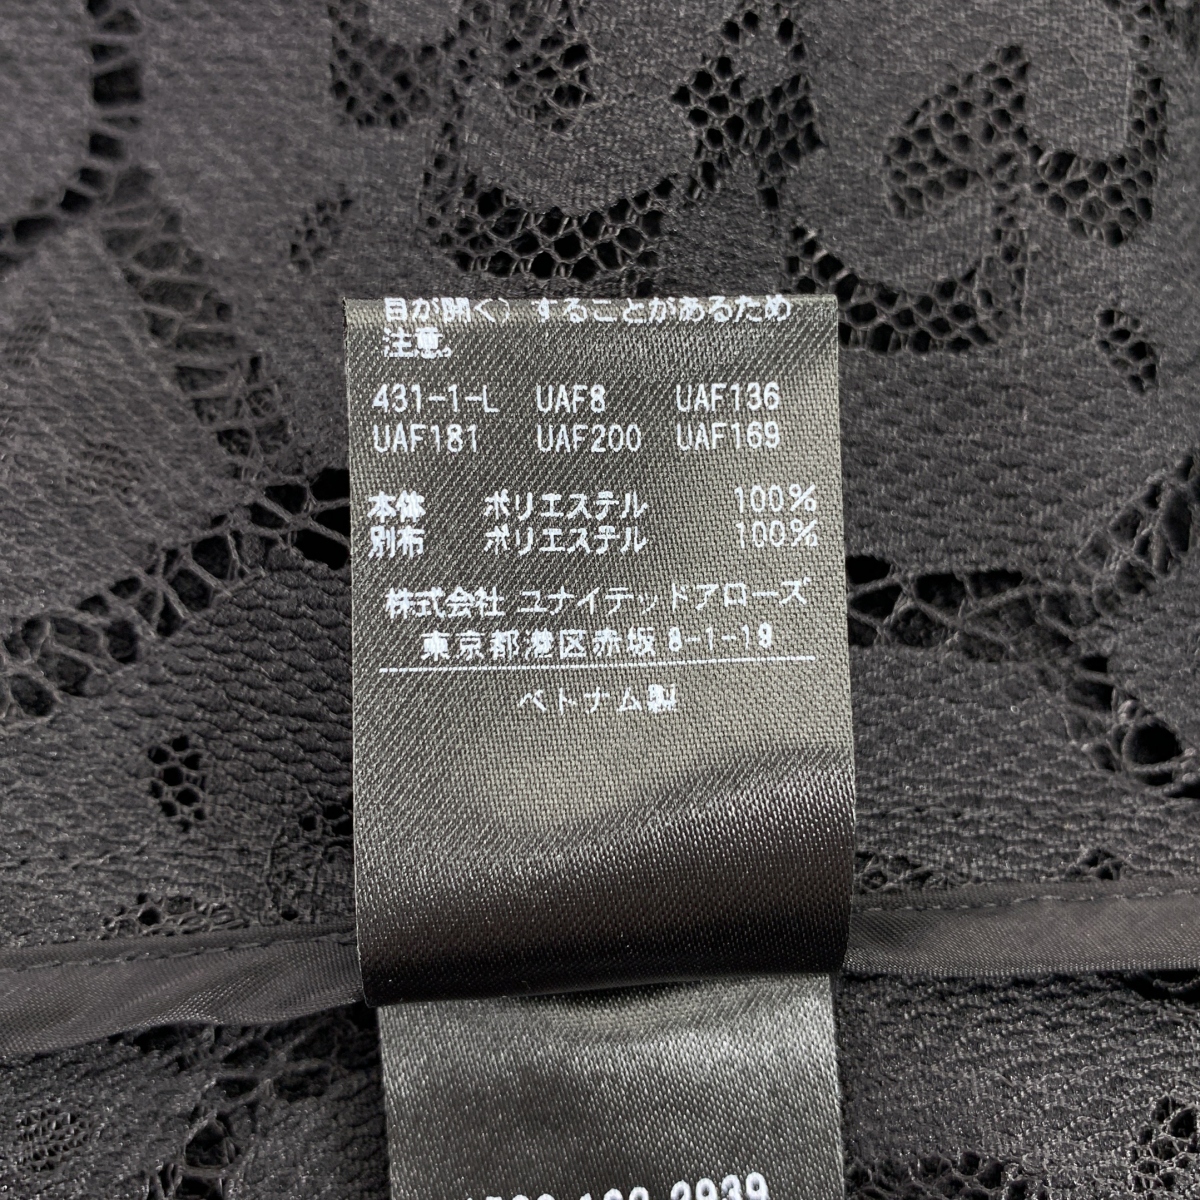 目が開く）することがあるため
注意。
431-1-L UAF8 UAF136
UAF181 UAF200 UAF169
本体 ポリエステル 100%
別布 ポリエステル 100%
株式会社 ユナイテッドアローズ
東京都港区赤坂8-1-19
ベトナム製
2939